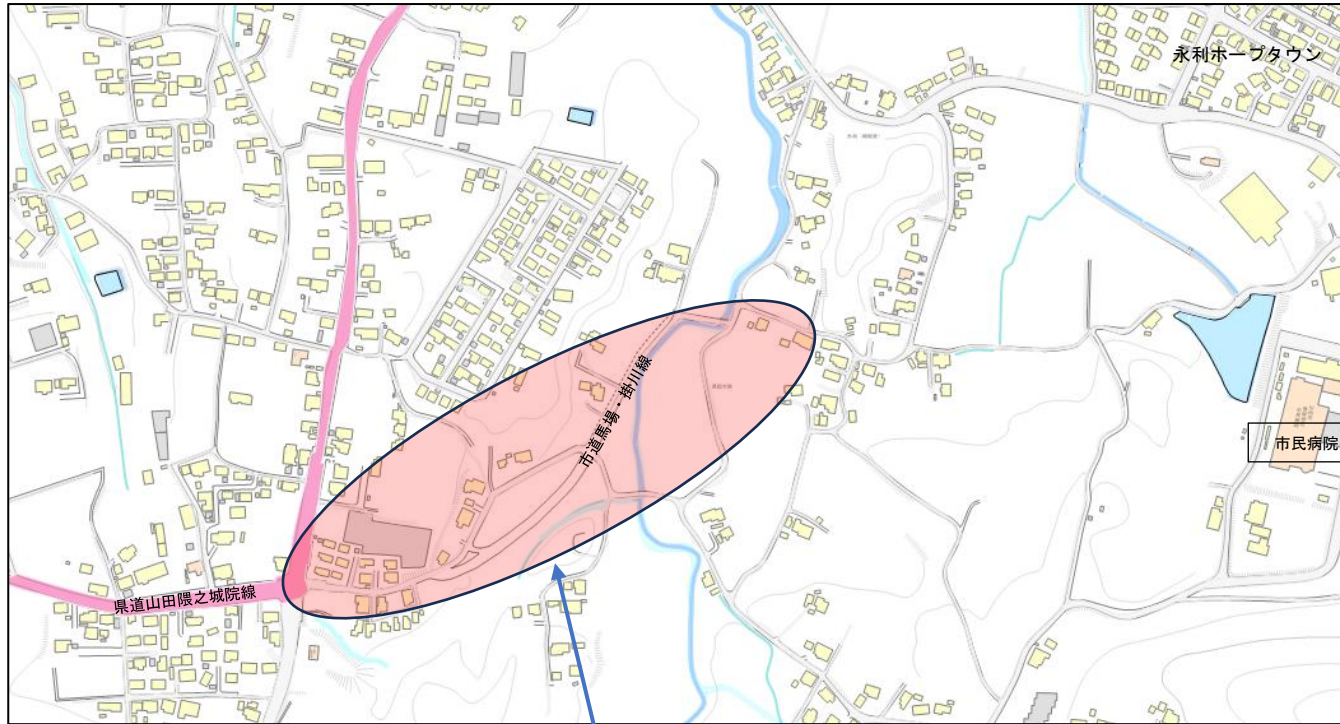 永利ホープタウン
市道馬場・掛川線
市民病院
県道山田隈之城院線